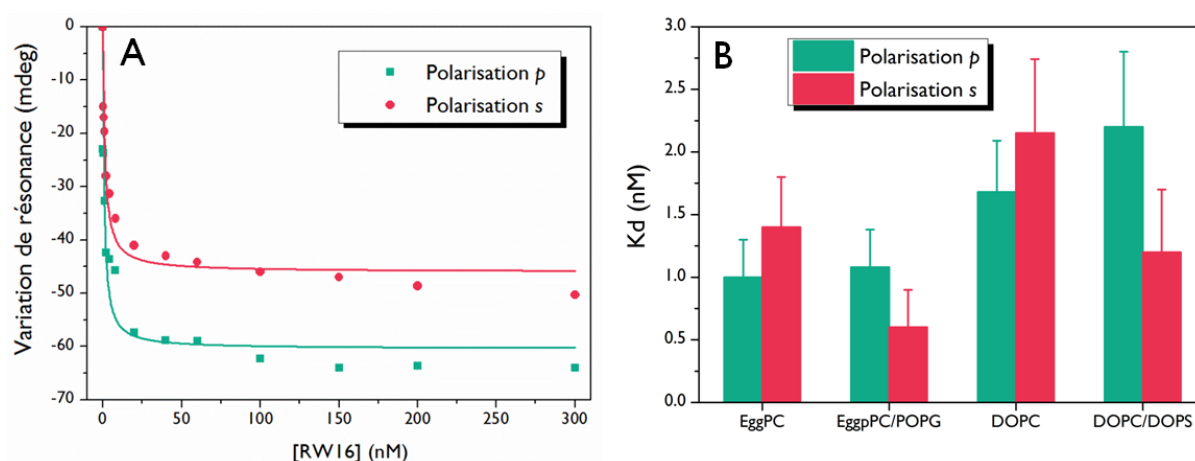 A
Polarisation p
Polarisation s
Variation de résonance (mdeg)
0
-10
-20
-30
-40
-50
-60
-70
0
50
100
150
200
250
300
[RW16] (nM)
B
Polarisation p
Polarisation s
Kd (nM)
3.0
2.5
2.0
1.5
1.0
0.5
0.0
EggPC
EggpPC/POPG
DOPC
DOPC/DOPS